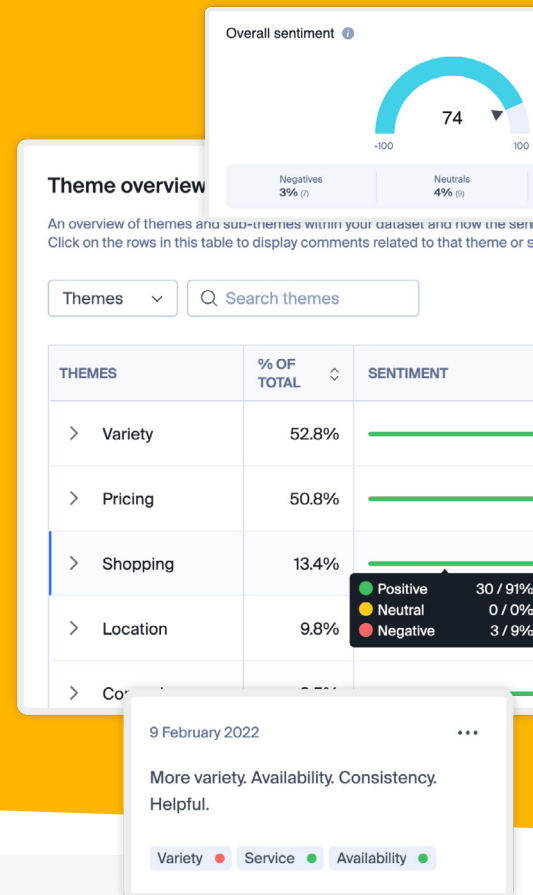 Overall sentiment
74
-100
100
Negatives
Neutrals
3% (7)
4% (9)
Theme overview
An overview of themes and sub-themes within your dataset and how the
Click on the rows in this table to display comments related to that theme or
Themes
Search themes
THEMES
% OF TOTAL
SENTIMENT
Variety
52.8%
Pricing
50.8%
Shopping
13.4%
Positive 30 / 91%
Neutral 0 / 0%
Negative 3 / 9%
Location
9.8%
9 February 2022
More variety. Availability. Consistency.
Helpful.
Variety
Service
Availability